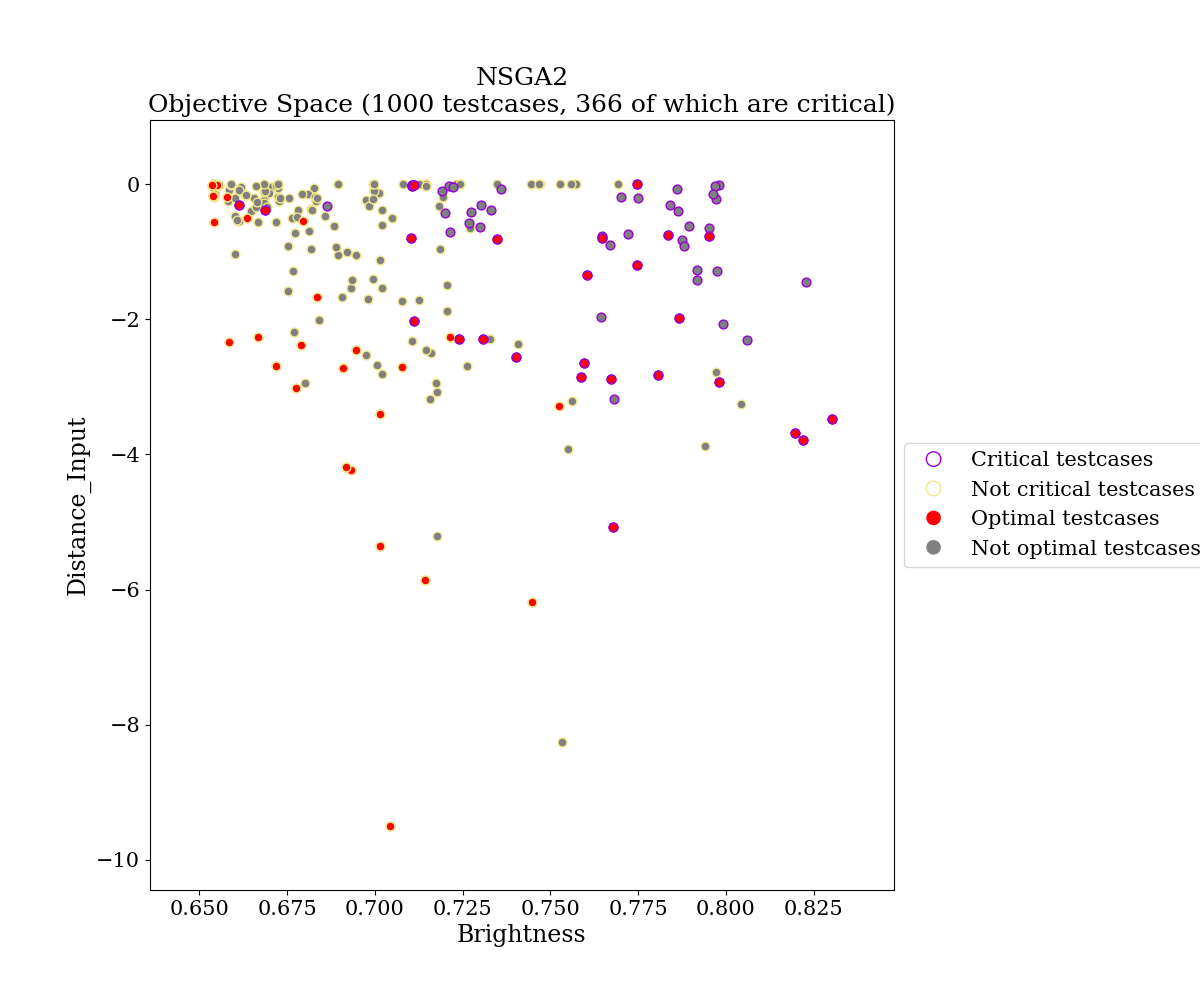 NSGA2
Objective Space (1000 testcases, 366 of which are critical)
0
−2
−4
−6
−8
−10
Distance_Input
0.650 0.675 0.700 0.725 0.750 0.775 0.800 0.825
Brightness
Critical testcases
Not critical testcases
Optimal testcases
Not optimal testcases